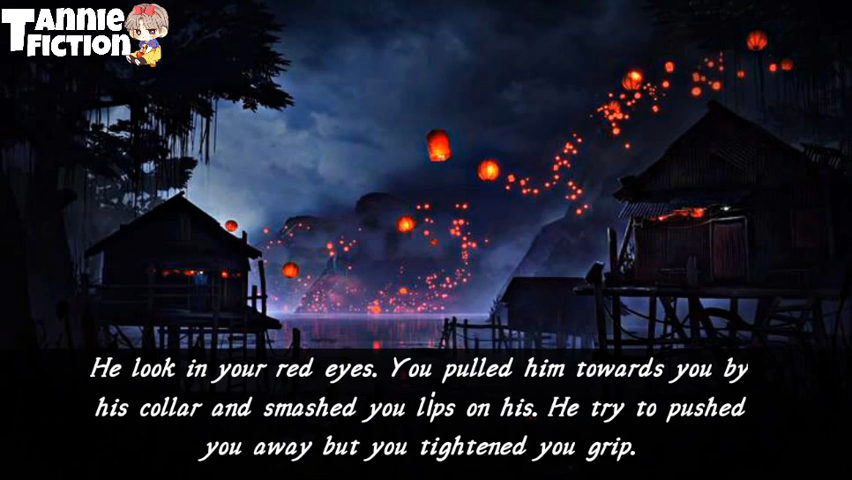 TANNIE
FICTION
He look in your red eyes. You pulled him towards you by
his collar and smashed you lips on his. He try to pushed
you away but you tightened you grip.